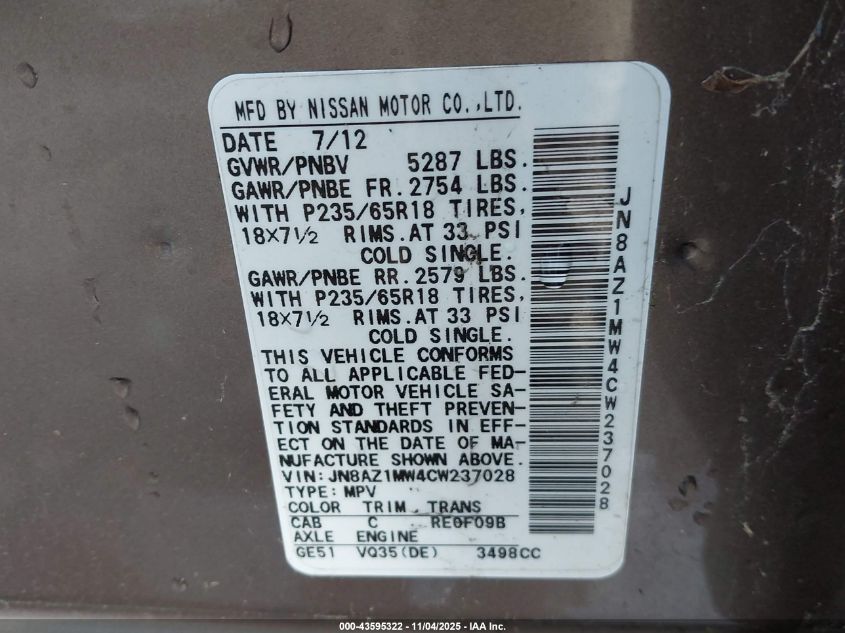 MFD BY NISSAN MOTOR CO.,LTD.
DATE 7/12
GVWR/PNBV 5287 LBS.
GAWR/PNBE FR. 2754 LBS.
WITH P235/65R18 TIRES,
18X7½ RIMS.AT 33 PSI
COLD SINGLE.
GAWR/PNBE RR. 2579 LBS.
WITH P235/65R18 TIRES,
18X7½ RIMS.AT 33 PSI
COLD SINGLE.
THIS VEHICLE CONFORMS
TO ALL APPLICABLE FED-
ERAL MOTOR VEHICLE SA-
FETY AND THEFT PREVEN-
TION STANDARDS IN EFF-
ECT ON THE DATE OF MA-
NUFACTURE SHOWN ABOVE.
VIN: JN8AZ1MW4CW237028
TYPE: MPV
COLOR TRIM TRANS
CAB C RE0F09B
AXLE ENGINE
GE51 VQ35(DE) 3498CC
JN8AZ1MW4CW237028
000-43595322 - 11/04/2025 - IAA Inc.